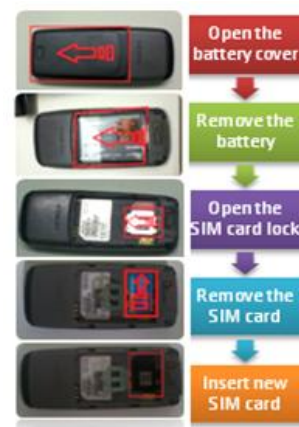 Open the
battery cover
Remove the
battery
Open the
SIM card lock
Remove the
SIM card
Insert new
SIM card